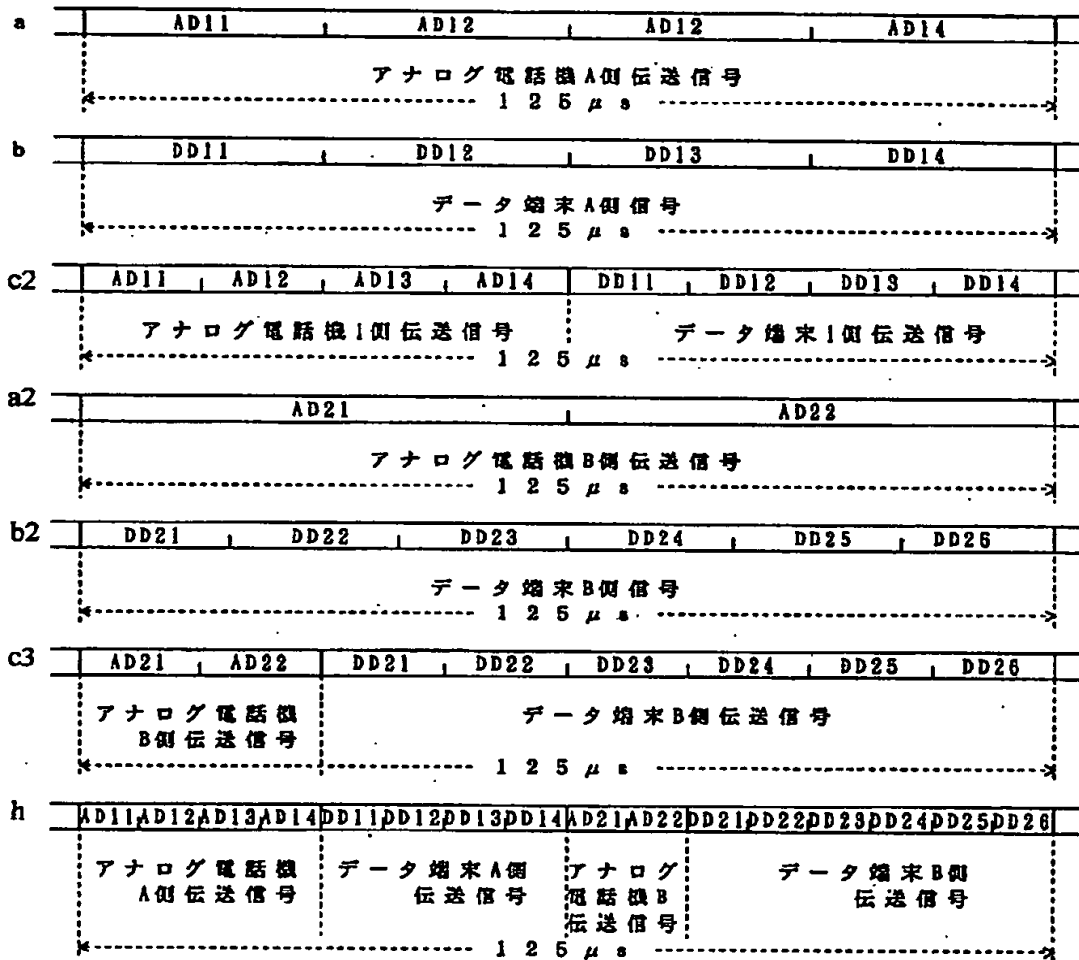 a AD11 AD12 AD12 AD14
アナログ電話機A側伝送信号
125μs
b DD11 DD12 DD13 DD14
データ端末A側信号
125μs
c2 AD11 AD12 AD13 AD14 DD11 DD12 DD13 DD14
アナログ電話機1側伝送信号 データ端末1側伝送信号
125μs
a2 AD21 AD22
アナログ電話機B側伝送信号
125μs
b2 DD21 DD22 DD23 DD24 DD25 DD26
データ端末B側信号
125μs
c3 AD21 AD22 DD21 DD22 DD23 DD24 DD25 DD26
アナログ電話機 データ端末B側伝送信号
B側伝送信号
125μs
h AD11 AD12 AD13 AD14 DD11 DD12 DD13 DD14 AD21 AD22 DD21 DD22 DD23 DD24 DD25 DD26
アナログ電話機 データ端末A側 アナログ データ端末B側
A側伝送信号 伝送信号 電話機B 伝送信号
伝送信号
125μs